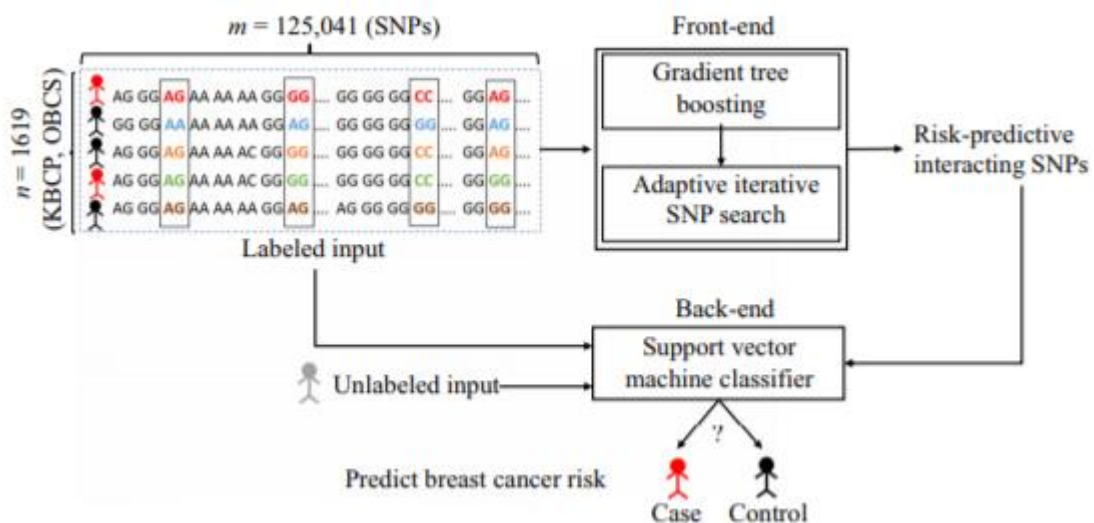 m = 125,041 (SNPs)
n = 1619
(KBCP, OBCS)
AG GG AG AA AA AA GG GG ... GG GG GG CC ... GG AG ...
GG GG AA AA AA AA GG AG ... GG GG GG GG ... GG AG ...
AG GG AG AA AA AC GG GG ... GG GG GG CC ... GG AG ...
AG GG AG AA AA AC GG GG ... GG GG GG CC ... GG GG ...
AG GG AG AA AA AA GG AG ... AG GG GG GG ... GG GG ...
Labeled input
Front-end
Gradient tree
boosting
Adaptive iterative
SNP search
Risk-predictive
interacting SNPs
Back-end
Support vector
machine classifier
Unlabeled input
?
Predict breast cancer risk
Case
Control